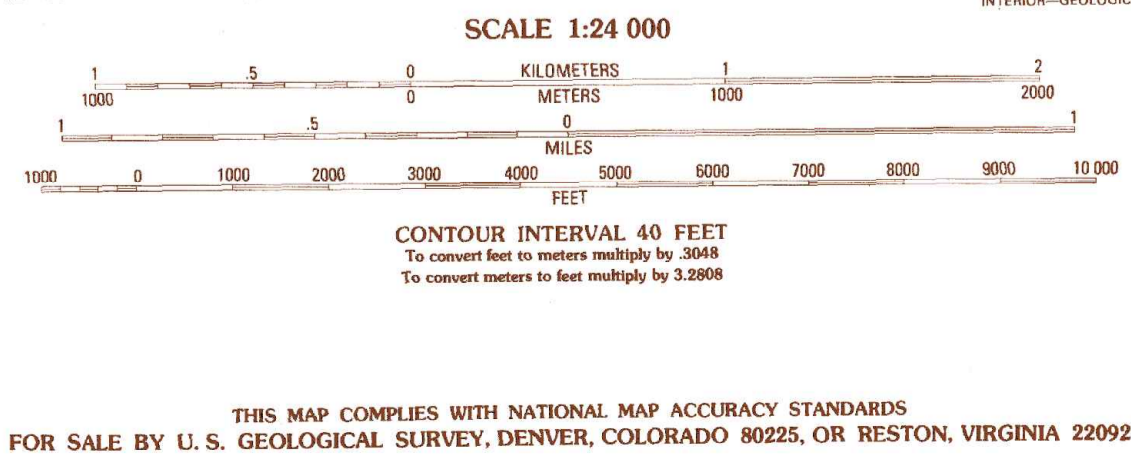 INTERIOR—GEOLOGIC
SCALE 1:24 000
1 .5 0 KILOMETERS 1 2
1000 0 METERS 1000 2000
1 .5 0 1
MILES
1000 0 1000 2000 3000 4000 5000 6000 7000 8000 9000 10 000
FEET
CONTOUR INTERVAL 40 FEET
To convert feet to meters multiply by .3048
To convert meters to feet multiply by 3.2808
THIS MAP COMPLIES WITH NATIONAL MAP ACCURACY STANDARDS
FOR SALE BY U. S. GEOLOGICAL SURVEY, DENVER, COLORADO 80225, OR RESTON, VIRGINIA 22092